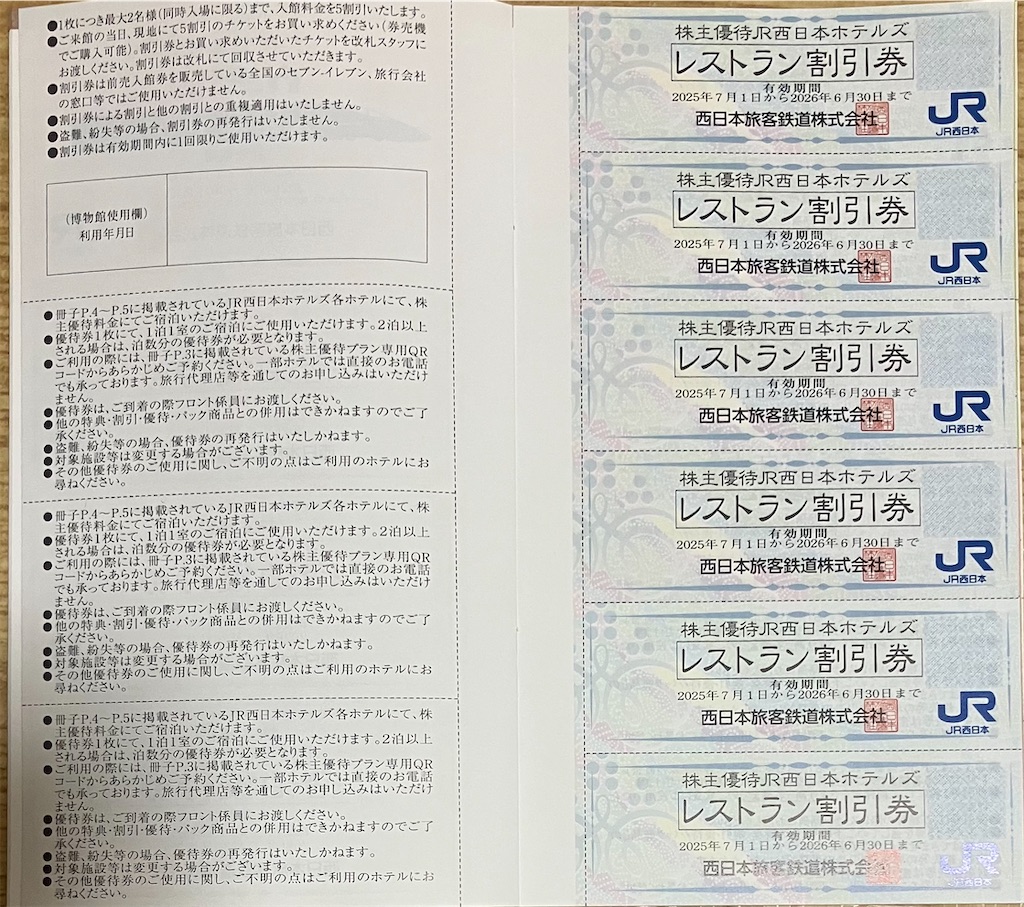 ●1枚につき最大2名様(同時入場に限る)まで、入館料金を5割引いたします。
●ご来館の当日、現地にて5割引のチケットをお買い求めください(券売機
でご購入可能)。割引券とお買い求めいただいたチケットを改札スタッフに
お渡しください。割引券は改札にて回収させていただきます。
●割引券は前売入館券を販売している全国のセブン-イレブン、旅行会社
の窓口等ではご使用いただけません。
●割引券による割引と他の割引との重複適用はいたしません。
●盗難、紛失等の場合、割引券の再発行はいたしません。
●割引券は有効期間内に1回限りご使用いただけます。
(博物館使用欄)
利用年月日
●冊子P.4～P.5に掲載されているJR西日本ホテルズ各ホテルにて、株
主優待料金にてご宿泊いただけます。
●優待券1枚にて、1泊1室のご宿泊にご使用いただけます。2泊以上
される場合は、泊数分の優待券が必要となります。
●ご利用の際には、冊子P.3に掲載されている株主優待プラン専用QR
コードからあらかじめご予約ください。一部ホテルでは直接のお電話
でも承っております。旅行代理店等を通してのお申し込みはいただけ
ません。
●優待券は、ご到着の際フロント係員にお渡しください。
●他の特典・割引・優待・パック商品との併用はできかねますのでご了
承ください。
●盗難、紛失等の場合、優待券の再発行はいたしかねます。
●対象施設等は変更する場合がございます。
●その他優待券のご使用に関し、ご不明の点はご利用のホテルにお
尋ねください。
●冊子P.4～P.5に掲載されているJR西日本ホテルズ各ホテルにて、株
主優待料金にてご宿泊いただけます。
●優待券1枚にて、1泊1室のご宿泊にご使用いただけます。2泊以上
される場合は、泊数分の優待券が必要となります。
●ご利用の際には、冊子P.3に掲載されている株主優待プラン専用QR
コードからあらかじめご予約ください。一部ホテルでは直接のお電話
でも承っております。旅行代理店等を通してのお申し込みはいただけ
ません。
●優待券は、ご到着の際フロント係員にお渡しください。
●他の特典・割引・優待・パック商品との併用はできかねますのでご了
承ください。
●盗難、紛失等の場合、優待券の再発行はいたしかねます。
●対象施設等は変更する場合がございます。
●その他優待券のご使用に関し、ご不明の点はご利用のホテルにお
尋ねください。
●冊子P.4～P.5に掲載されているJR西日本ホテルズ各ホテルにて、株
主優待料金にてご宿泊いただけます。
●優待券1枚にて、1泊1室のご宿泊にご使用いただけます。2泊以上
される場合は、泊数分の優待券が必要となります。
●ご利用の際には、冊子P.3に掲載されている株主優待プラン専用QR
コードからあらかじめご予約ください。一部ホテルでは直接のお電話
でも承っております。旅行代理店等を通してのお申し込みはいただけ
ません。
●優待券は、ご到着の際フロント係員にお渡しください。
●他の特典・割引・優待・パック商品との併用はできかねますのでご了
承ください。
●盗難、紛失等の場合、優待券の再発行はいたしかねます。
●対象施設等は変更する場合がございます。
●その他優待券のご使用に関し、ご不明の点はご利用のホテルにお
尋ねください。
株主優待JR西日本ホテルズ
レストラン割引券
有効期間
2025年7月1日から2026年6月30日まで
西日本旅客鉄道株式会社
JR
JR西日本
株主優待JR西日本ホテルズ
レストラン割引券
有効期間
2025年7月1日から2026年6月30日まで
西日本旅客鉄道株式会社
JR
JR西日本
株主優待JR西日本ホテルズ
レストラン割引券
有効期間
2025年7月1日から2026年6月30日まで
西日本旅客鉄道株式会社
JR
JR西日本
株主優待JR西日本ホテルズ
レストラン割引券
有効期間
2025年7月1日から2026年6月30日まで
西日本旅客鉄道株式会社
JR
JR西日本
株主優待JR西日本ホテルズ
レストラン割引券
有効期間
2025年7月1日から2026年6月30日まで
西日本旅客鉄道株式会社
JR
JR西日本
株主優待JR西日本ホテルズ
レストラン割引券
有効期間
2025年7月1日から2026年6月30日まで
西日本旅客鉄道株式会社
JR
JR西日本